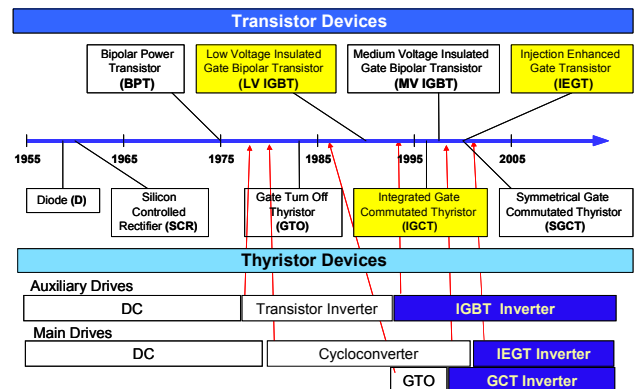 Transistor Devices
Bipolar Power
Transistor
(BPT)
Low Voltage Insulated
Gate Bipolar Transistor
(LV IGBT)
Medium Voltage Insulated
Gate Bipolar Transistor
(MV IGBT)
Injection Enhanced
Gate Transistor
(IEGT)
1955
1965
1975
1985
1995
2005
Diode (D)
Silicon
Controlled
Rectifier (SCR)
Gate Turn Off
Thyristor
(GTO)
Integrated Gate
Commutated Thyristor
(IGCT)
Symmetrical Gate
Commutated Thyristor
(SGCT)
Thyristor Devices
Auxiliary Drives
DC
Transistor Inverter
IGBT Inverter
Main Drives
DC
Cycloconverter
IEGT Inverter
GTO
GCT Inverter